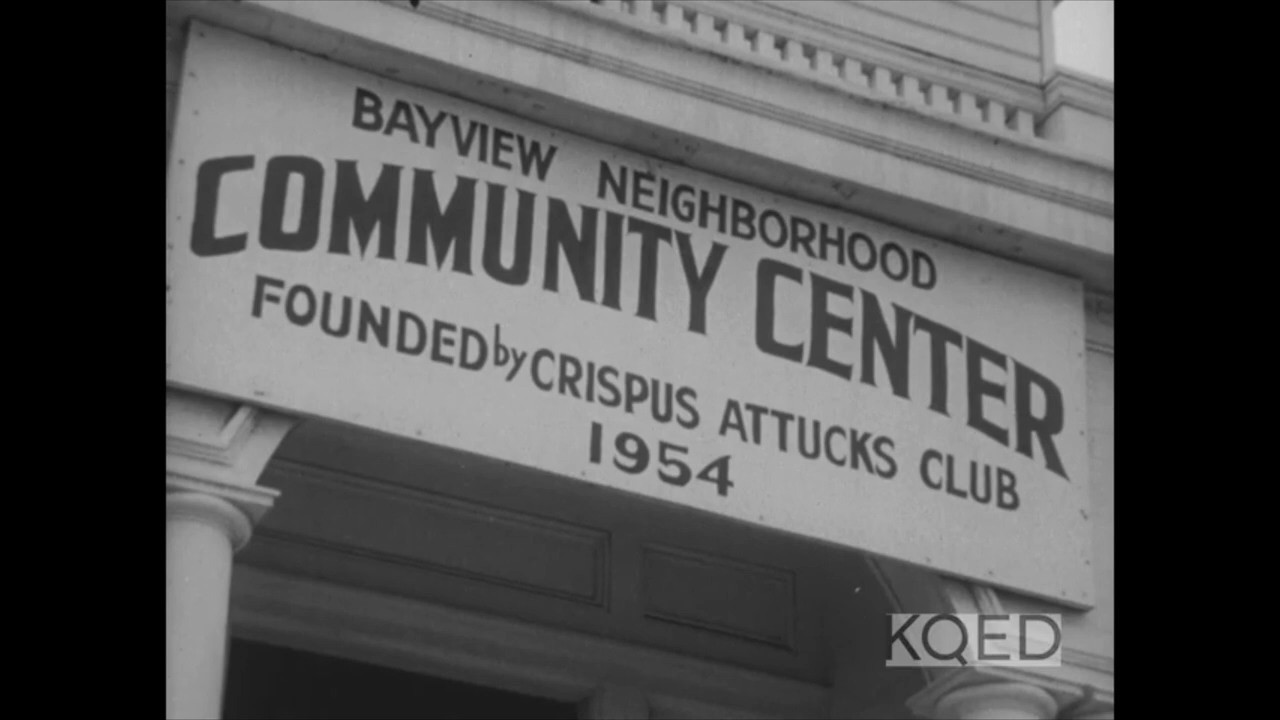 BAYVIEW NEIGHBORHOOD
COMMUNITY CENTER
FOUNDED by CRISPUS ATTUCKS CLUB
1954
KQED